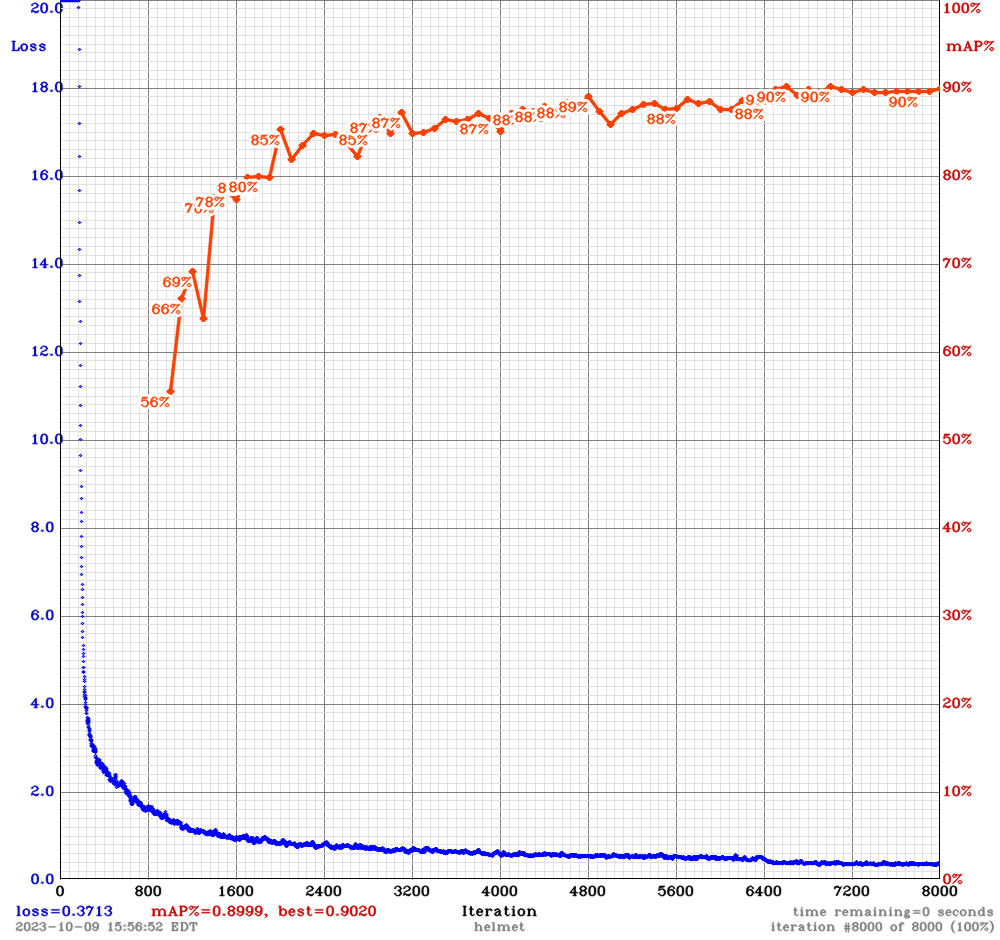 20.0 100%
Loss mAP%
18.0 90%
90% 90% 90%
89%
88% 88% 88%
87% 88% 88%
87%
85% 85%
16.0 80%
80%
78%
14.0 70%
69%
66%
12.0 60%
56%
10.0 50%
8.0 40%
6.0 30%
4.0 20%
2.0 10%
0.0 0%
0 800 1600 2400 3200 4000 4800 5600 6400 7200 8000
loss=0.3713 mAP%=0.8999, best=0.9020 Iteration time remaining=0 seconds
2023-10-09 15:56:52 EDT helmet iteration #8000 of 8000 (100%)